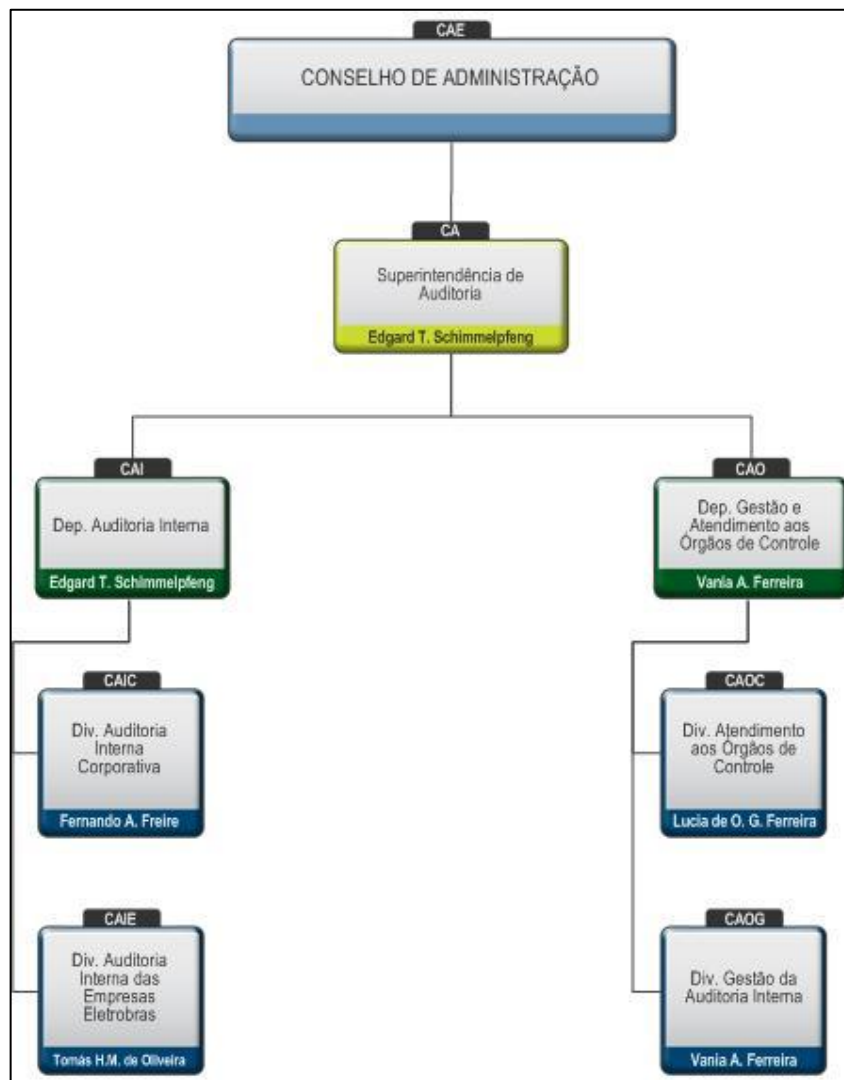 CAE
CONSELHO DE ADMINISTRAÇÃO
CA
Superintendência de
Auditoria
Edgard T. Schimmelpfeng
CAI
Dep. Auditoria Interna
Edgard T. Schimmelpfeng
CAO
Dep. Gestão e
Atendimento aos
Órgãos de Controle
Vania A. Ferreira
CAIC
Div. Auditoria
Interna
Corporativa
Fernando A. Freire
CAOC
Div. Atendimento
aos Órgãos de
Controle
Lucia de O. G. Ferreira
CAIE
Div. Auditoria
Interna das
Empresas
Eletrobras
Tomás H.M. de Oliveira
CAOG
Div. Gestão da
Auditoria Interna
Vania A. Ferreira